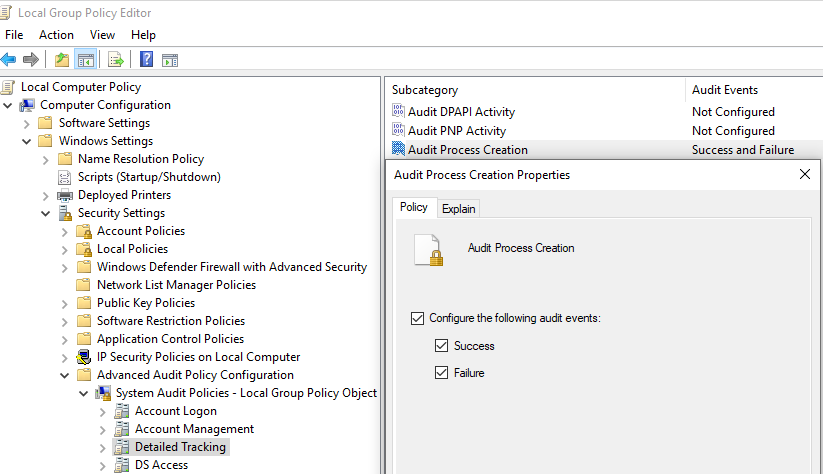 Local Group Policy Editor
File Action View Help
Local Computer Policy
Computer Configuration
Software Settings
Windows Settings
Name Resolution Policy
Scripts (Startup/Shutdown)
Deployed Printers
Security Settings
Account Policies
Local Policies
Windows Defender Firewall with Advanced Security
Network List Manager Policies
Public Key Policies
Software Restriction Policies
Application Control Policies
IP Security Policies on Local Computer
Advanced Audit Policy Configuration
System Audit Policies - Local Group Policy Object
Account Logon
Account Management
Detailed Tracking
DS Access
Subcategory Audit Events
Audit DPAPI Activity Not Configured
Audit PNP Activity Not Configured
Audit Process Creation Success and Failure
Audit Process Creation Properties
Policy Explain
Audit Process Creation
Configure the following audit events:
Success
Failure